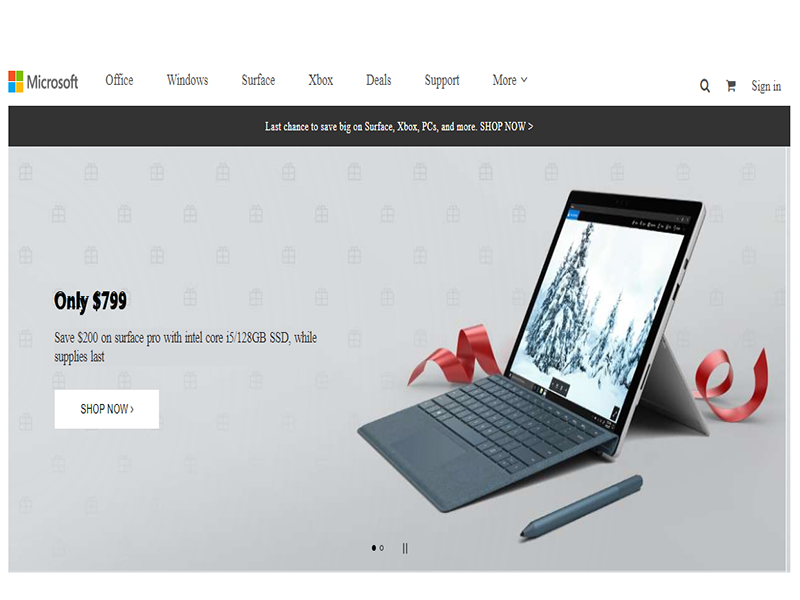 Microsoft
Office
Windows
Surface
Xbox
Deals
Support
More
Sign in
Last chance to save big on Surface, Xbox, PCs, and more. SHOP NOW >
Only $799
Save $200 on surface pro with intel core i5/128GB SSD, while
supplies last
SHOP NOW ›